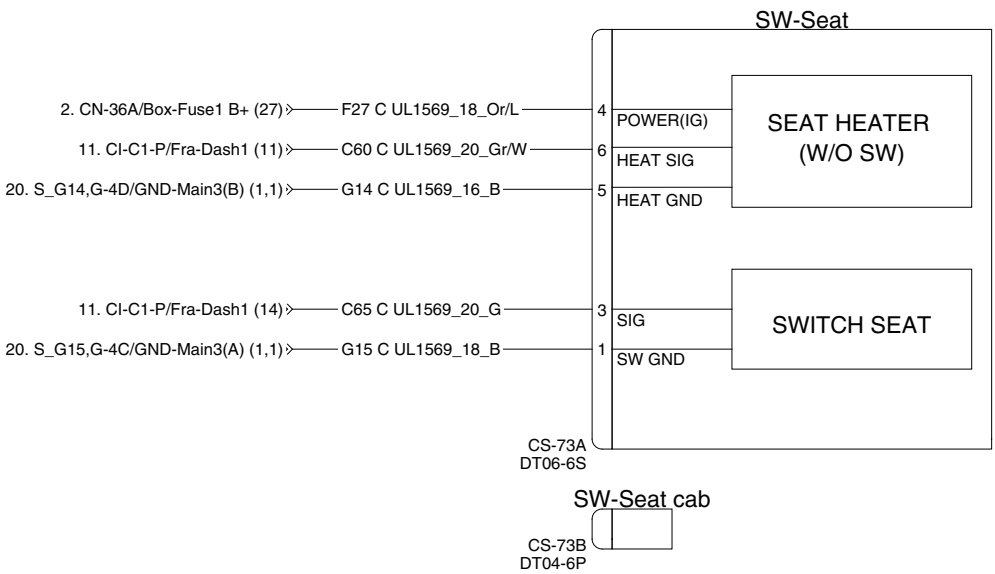 SW-Seat
2. CN-36A/Box-Fuse1 B+ (27) F27 C UL1569_18_Or/L 4 POWER(IG)
11. CI-C1-P/Fra-Dash1 (11) C60 C UL1569_20_Gr/W 6 HEAT SIG
20. S_G14,G-4D/GND-Main3(B) (1,1) G14 C UL1569_16_B 5 HEAT GND
SEAT HEATER
(W/O SW)
11. CI-C1-P/Fra-Dash1 (14) C65 C UL1569_20_G 3 SIG
20. S_G15,G-4C/GND-Main3(A) (1,1) G15 C UL1569_18_B 1 SW GND
SWITCH SEAT
CS-73A
DT06-6S
SW-Seat cab
CS-73B
DT04-6P